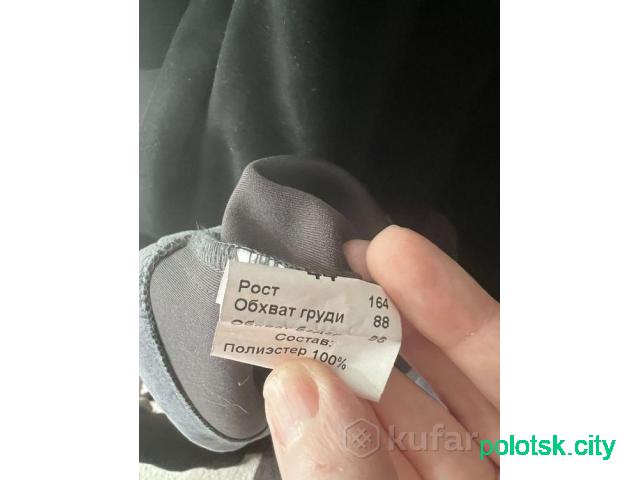 Рост 164
Обхват груди 88
Состав:
Полиэстер 100%
kufar
polotsk.city